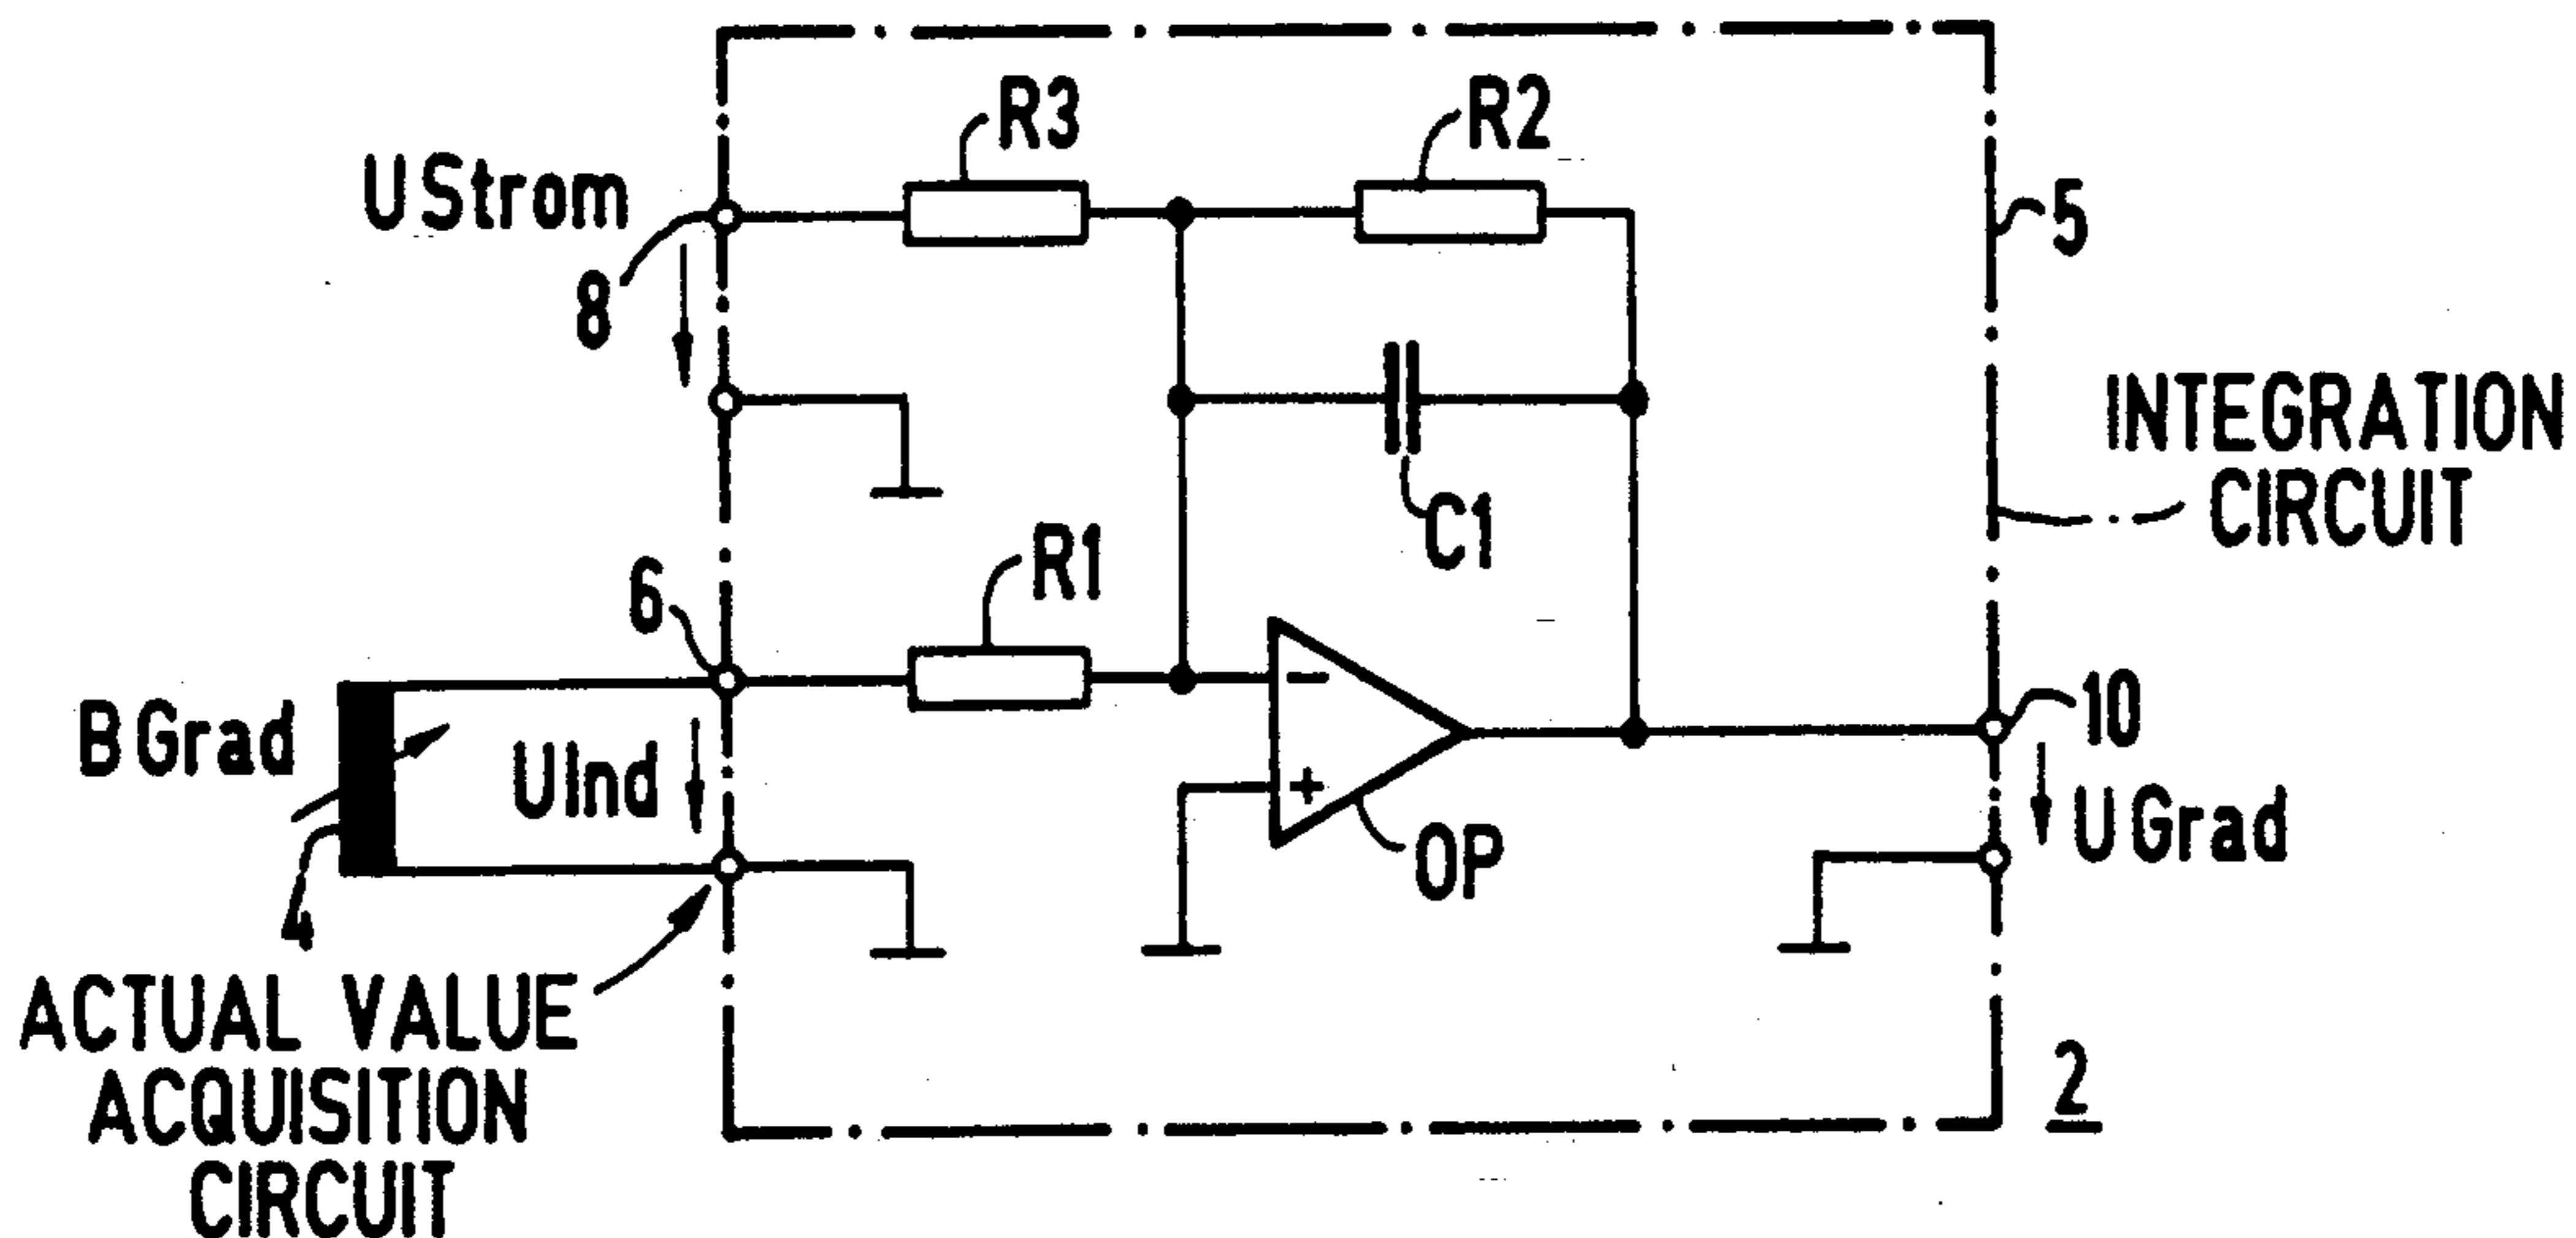 R3
R2
UStrom
8
5
INTEGRATION
CIRCUIT
C1
R1
6
BGrad
UInd
-
+
OP
10
UGrad
4
ACTUAL VALUE
ACQUISITION
CIRCUIT
2